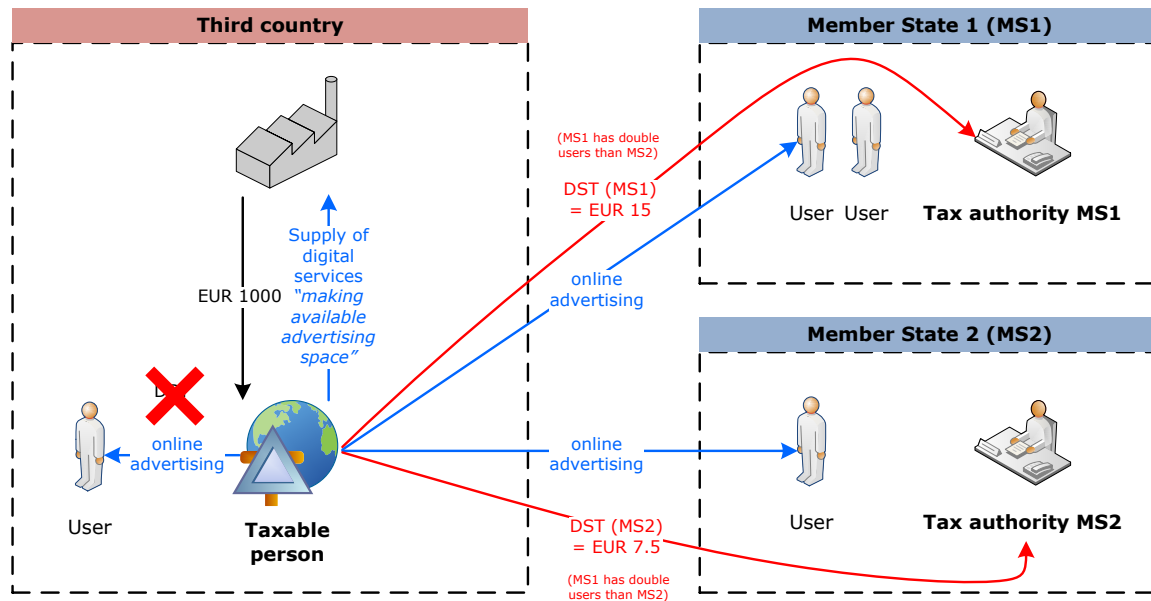 Third country
EUR 1000
Supply of
digital
services
“making
available
advertising
space”
online
advertising
User
Taxable
person
(MS1 has double
users than MS2)
DST (MS1)
= EUR 15
online
advertising
online
advertising
DST (MS2)
= EUR 7.5
(MS1 has double
users than MS2)
Member State 1 (MS1)
User User
Tax authority MS1
Member State 2 (MS2)
User
Tax authority MS2